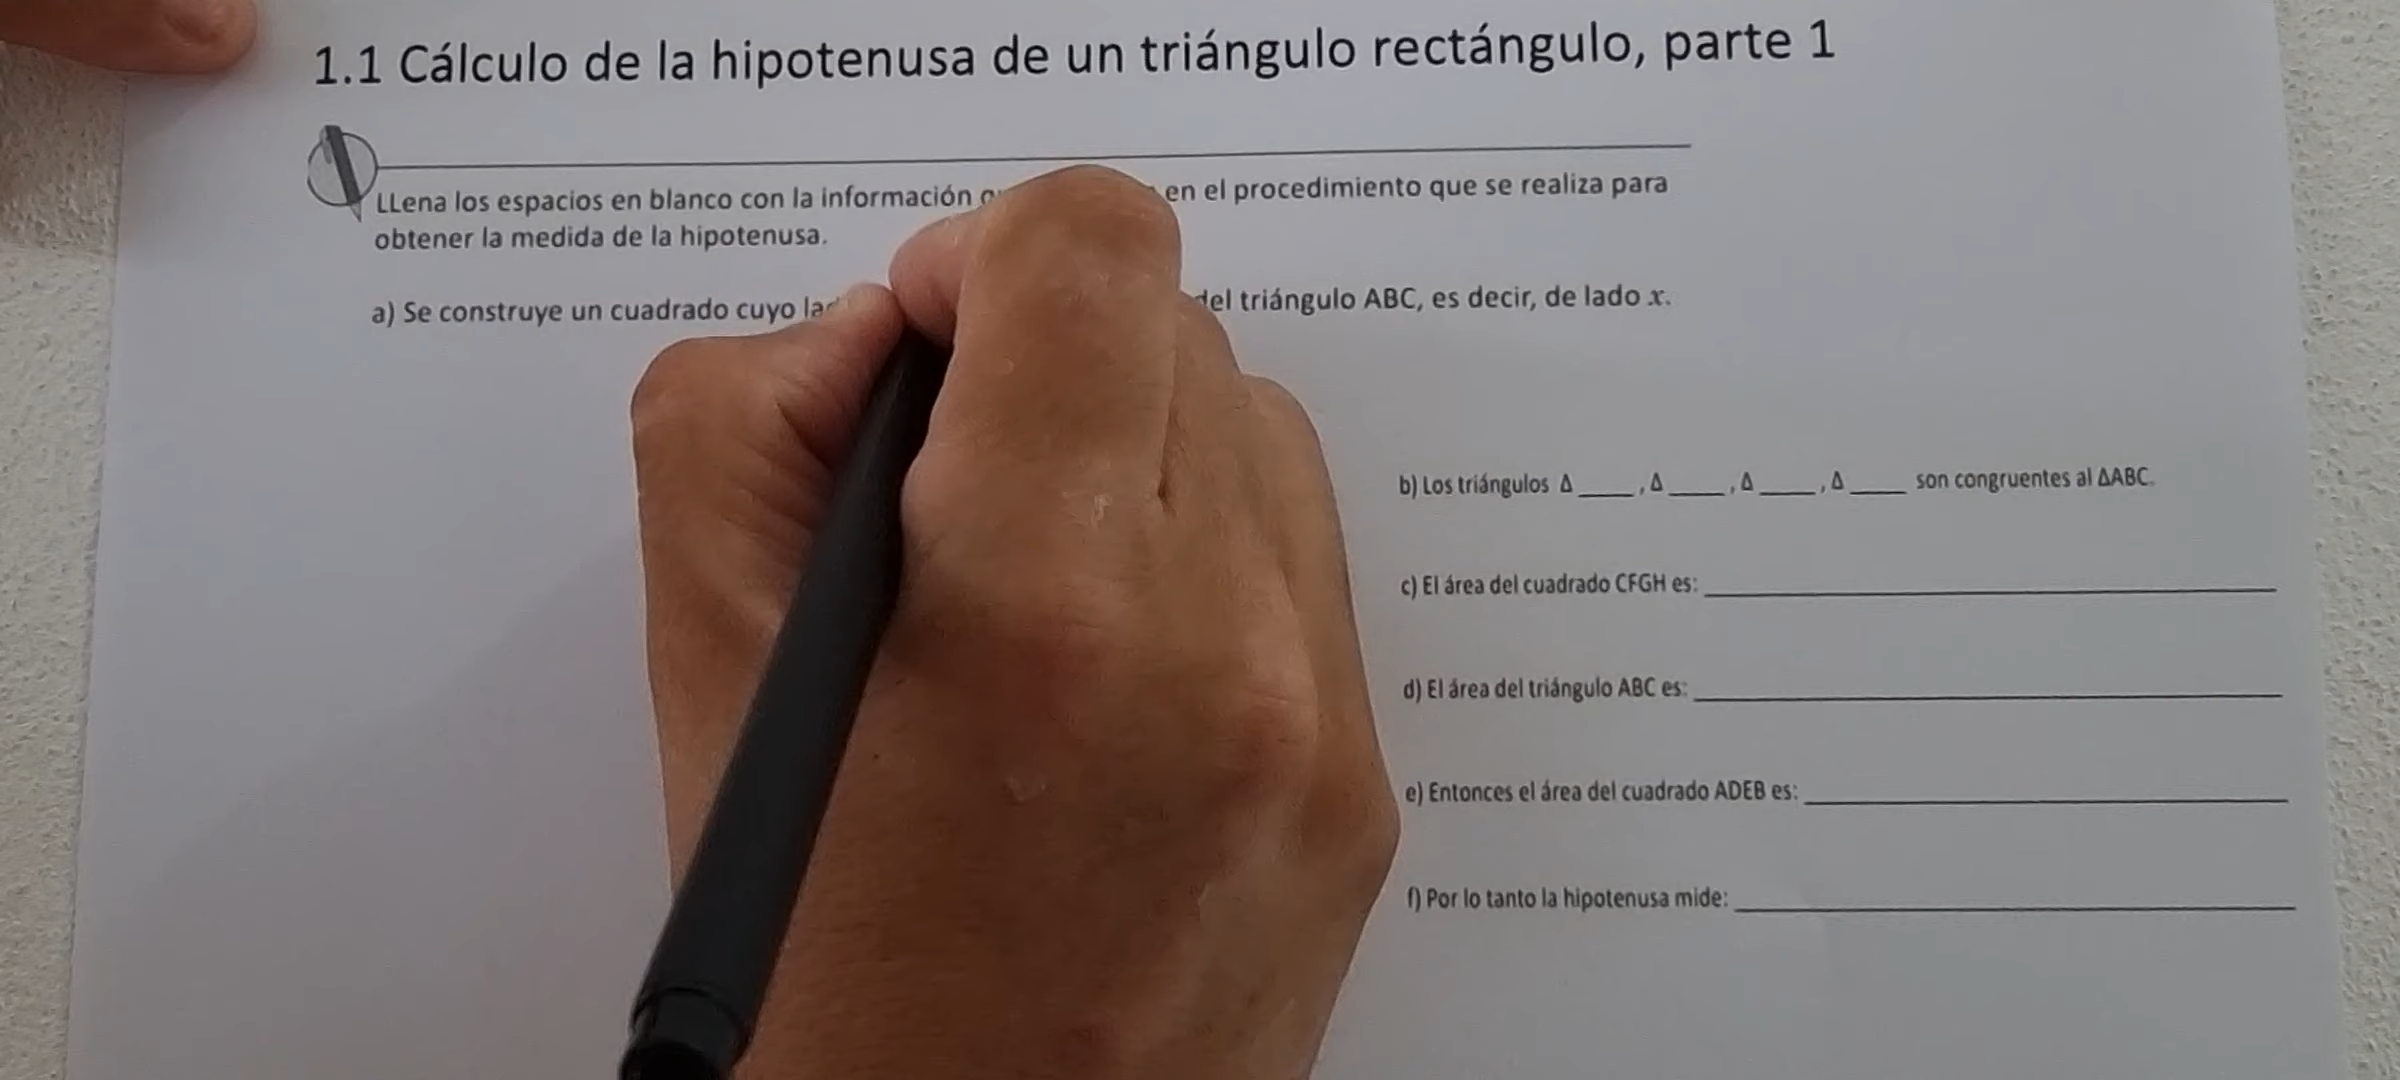 1.1 Cálculo de la hipotenusa de un triángulo rectángulo, parte 1
LLena los espacios en blanco con la información en el procedimiento que se realiza para
obtener la medida de la hipotenusa.
a) Se construye un cuadrado cuyo del triángulo ABC, es decir, de lado x.
b) Los triángulos Δ_____, Δ_____, Δ_____, Δ_____ son congruentes al ΔABC.
c) El área del cuadrado CFGH es:
d) El área del triángulo ABC es:
e) Entonces el área del cuadrado ADEB es:
f) Por lo tanto la hipotenusa mide: